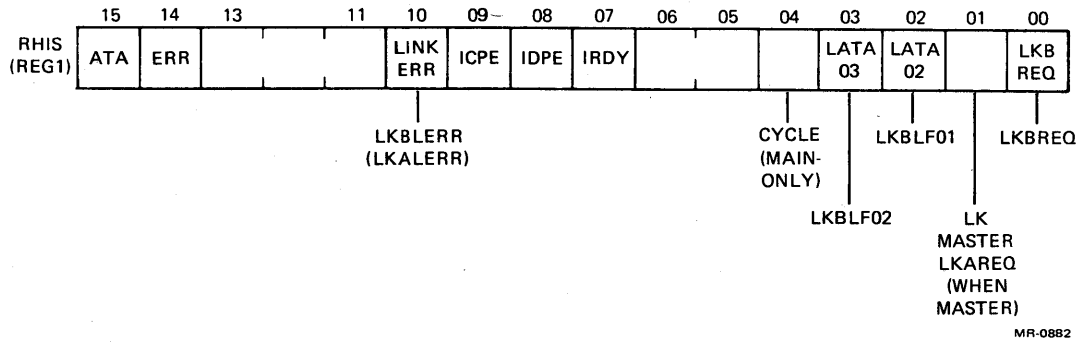 15 14 13 11 10 09 08 07 06 05 04 03 02 01 00
RHIS
(REG1)
ATA
ERR
LINK
ERR
ICPE
IDPE
IRDY
LATA
03
LATA
02
LKB
REQ
LKBLERR
(LKALERR)
CYCLE
(MAIN-
ONLY)
LKBLF01
LKBREQ
LKBLF02
LK
MASTER
LKAREQ
(WHEN
MASTER)
MR-0882